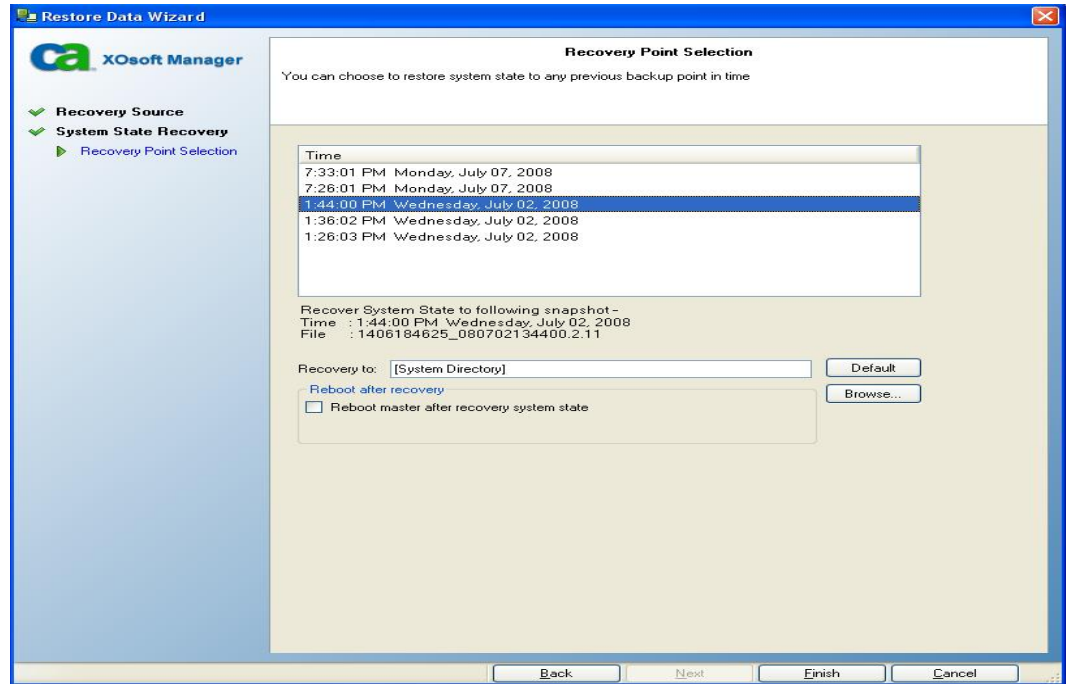 Restore Data Wizard
ca XOsoft Manager
Recovery Source
System State Recovery
Recovery Point Selection
Recovery Point Selection
You can choose to restore system state to any previous backup point in time
Time
7:33:01 PM Monday, July 07, 2008
7:26:01 PM Monday, July 07, 2008
1:44:00 PM Wednesday, July 02, 2008
1:36:02 PM Wednesday, July 02, 2008
1:26:03 PM Wednesday, July 02, 2008
Recover System State to following snapshot -
Time : 1:44:00 PM Wednesday, July 02, 2008
File : 1406184625_080702134400.2.11
Recovery to: [System Directory] Default
Reboot after recovery Browse...
Reboot master after recovery system state
Back Next Finish Cancel